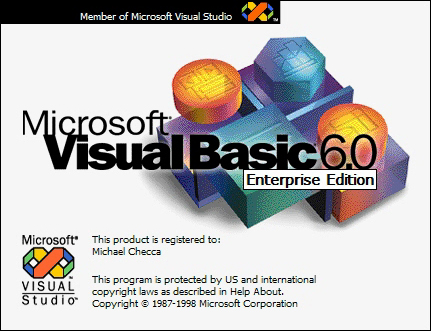 Member of Microsoft Visual Studio™
Microsoft®
Visual Basic 6.0
Enterprise Edition
Microsoft®
VISUAL
Studio™
This product is registered to:
Michael Checca
This program is protected by US and international
copyright laws as described in Help About.
Copyright © 1987-1998 Microsoft Corporation